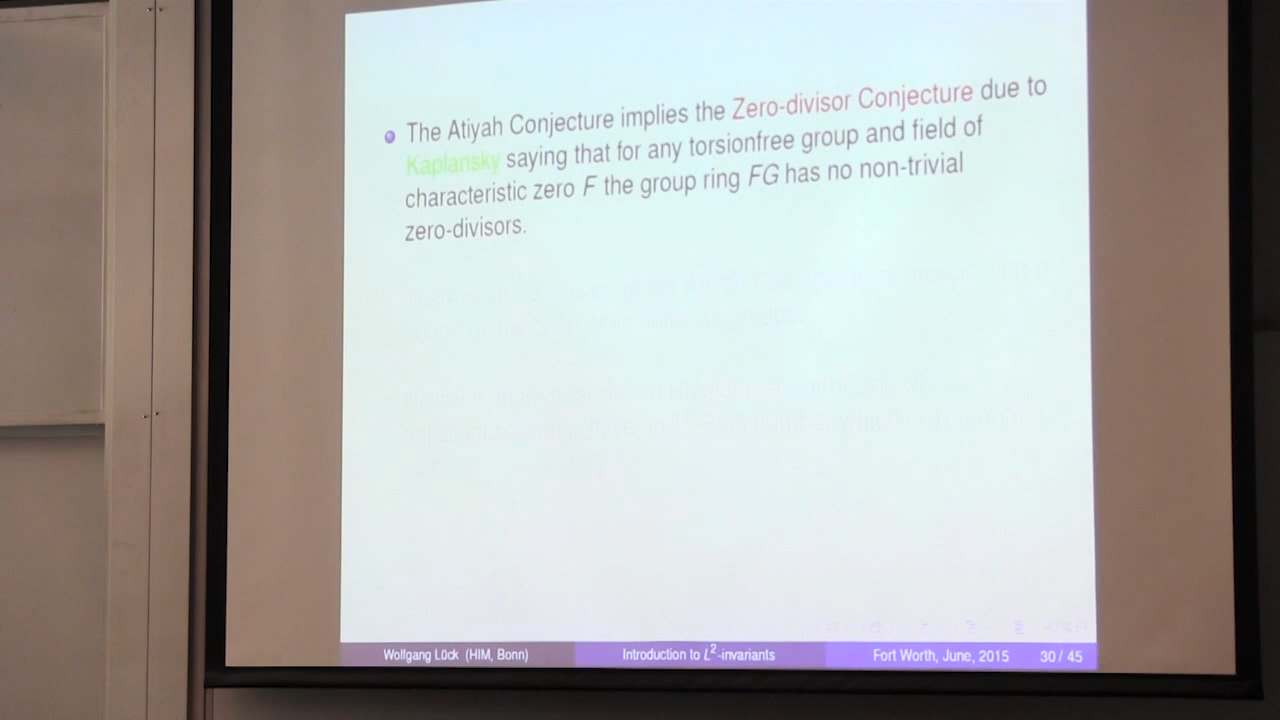 The Atiyah Conjecture implies the Zero-divisor Conjecture due to
Kaplansky saying that for any torsionfree group and field of
characteristic zero F the group ring FG has no non-trivial
zero-divisors.
Wolfgang Lück (HIM, Bonn) Introduction to L²-invariants Fort Worth, June, 2015 30 / 45